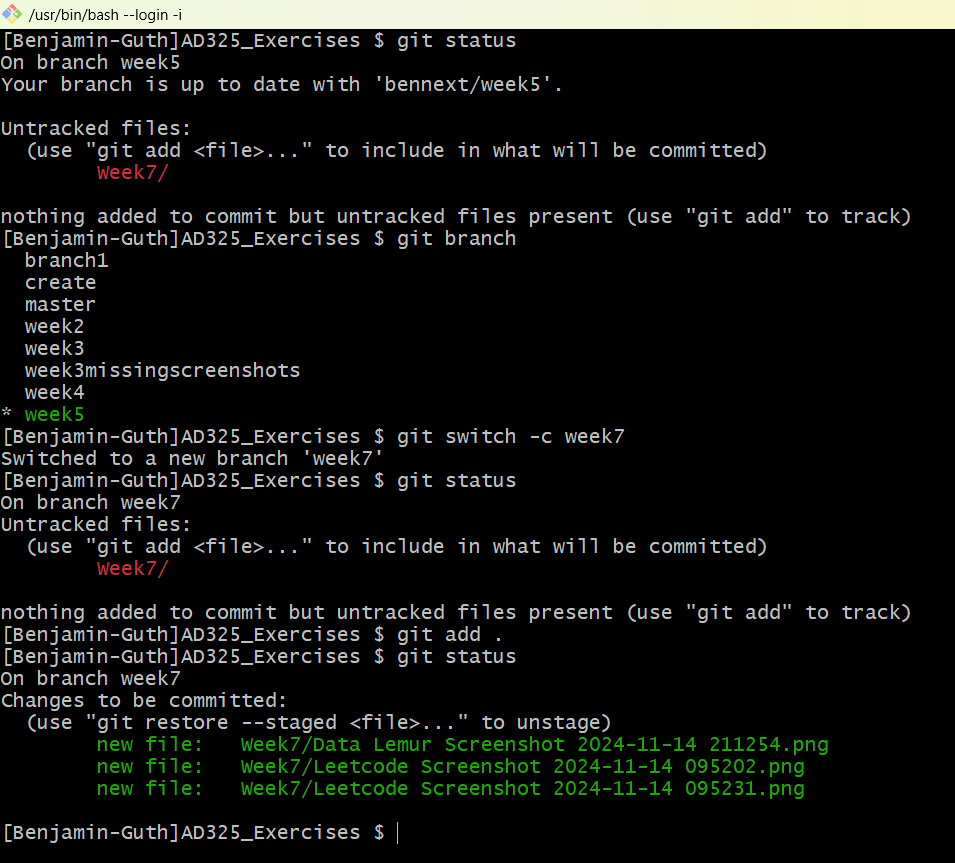 /usr/bin/bash --login -i
[Benjamin-Guth]AD325_Exercises $ git status
On branch week5
Your branch is up to date with 'bennext/week5'.
Untracked files:
  (use "git add <file>..." to include in what will be committed)
        Week7/
nothing added to commit but untracked files present (use "git add" to track)
[Benjamin-Guth]AD325_Exercises $ git branch
  branch1
  create
  master
  week2
  week3
  week3missingscreenshots
  week4
* week5
[Benjamin-Guth]AD325_Exercises $ git switch -c week7
Switched to a new branch 'week7'
[Benjamin-Guth]AD325_Exercises $ git status
On branch week7
Untracked files:
  (use "git add <file>..." to include in what will be committed)
        Week7/
nothing added to commit but untracked files present (use "git add" to track)
[Benjamin-Guth]AD325_Exercises $ git add .
[Benjamin-Guth]AD325_Exercises $ git status
On branch week7
Changes to be committed:
  (use "git restore --staged <file>..." to unstage)
        new file:   Week7/Data Lemur Screenshot 2024-11-14 211254.png
        new file:   Week7/Leetcode Screenshot 2024-11-14 095202.png
        new file:   Week7/Leetcode Screenshot 2024-11-14 095231.png
[Benjamin-Guth]AD325_Exercises $